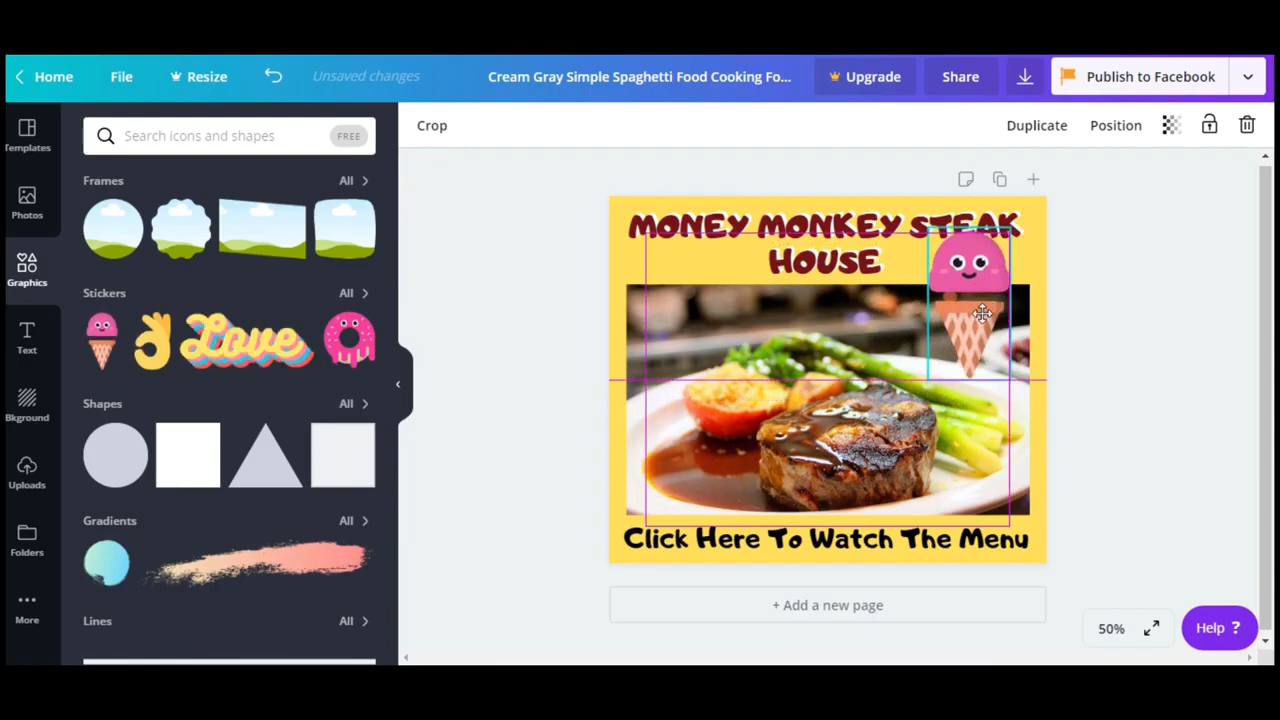 Home
File
Resize
Unsaved changes
Cream Gray Simple Spaghetti Food Cooking Fo...
Upgrade
Share
Publish to Facebook
Templates
Photos
Graphics
Text
Bkground
Uploads
Folders
More
Search icons and shapes
FREE
Frames
All
Stickers
All
Love
Shapes
All
Gradients
All
Lines
All
Crop
Duplicate
Position
MONEY MONKEY STEAK
HOUSE
Click Here To Watch The Menu
+ Add a new page
50%
Help ?